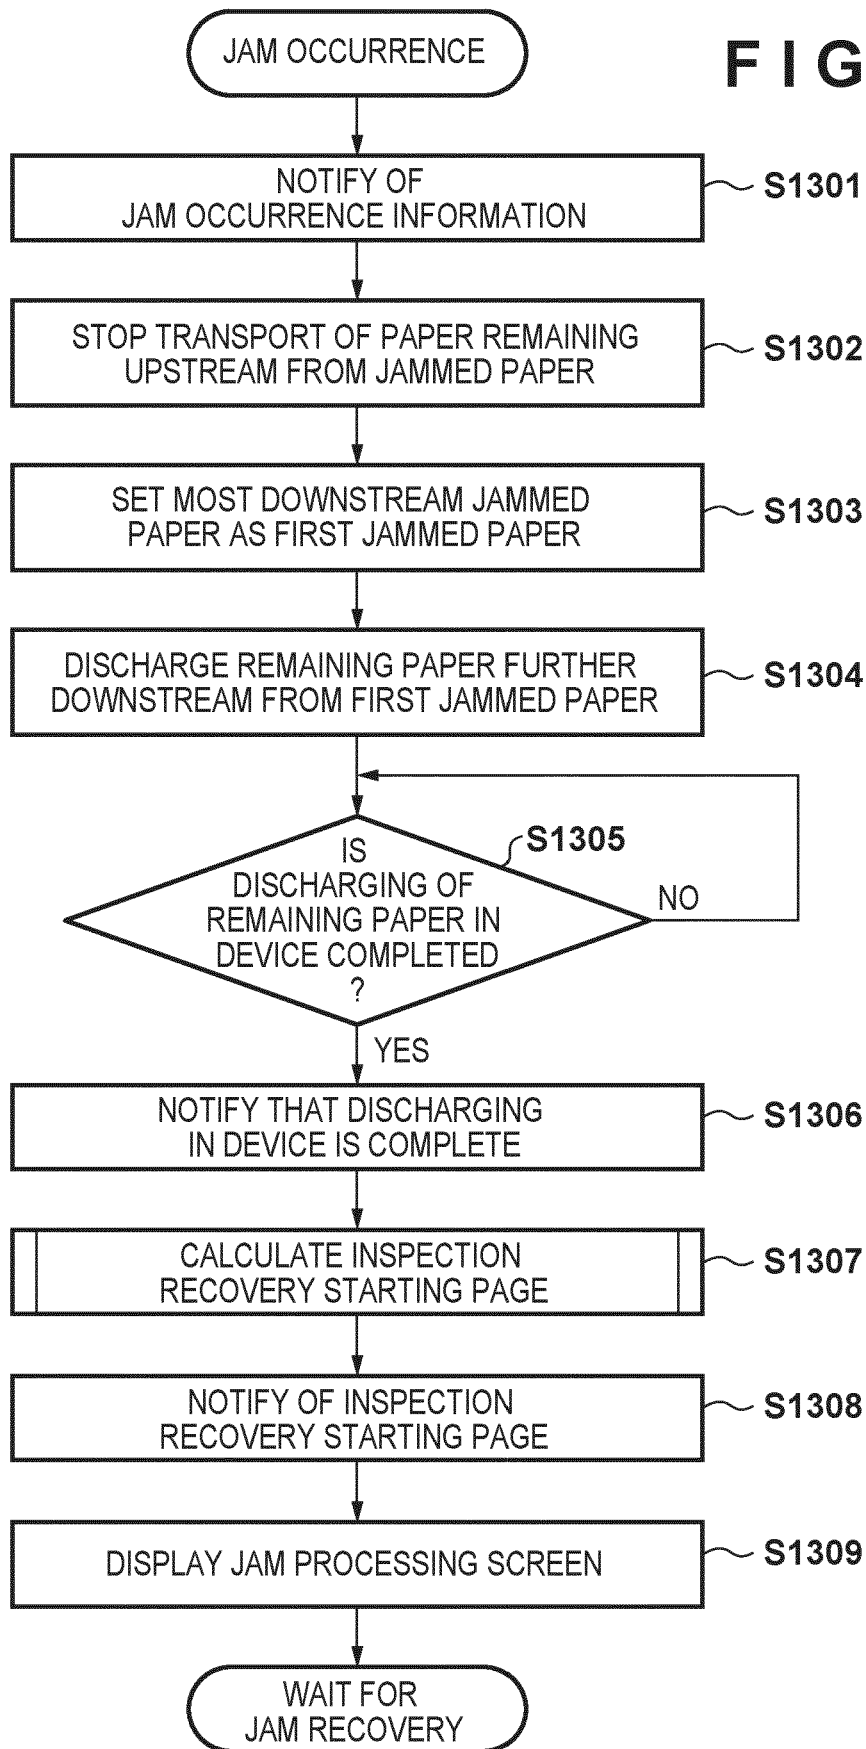 JAM OCCURRENCE
F I G
NOTIFY OF
JAM OCCURRENCE INFORMATION
S1301
STOP TRANSPORT OF PAPER REMAINING
UPSTREAM FROM JAMMED PAPER
S1302
SET MOST DOWNSTREAM JAMMED
PAPER AS FIRST JAMMED PAPER
S1303
DISCHARGE REMAINING PAPER FURTHER
DOWNSTREAM FROM FIRST JAMMED PAPER
S1304
S1305
IS
DISCHARGING OF
REMAINING PAPER IN
DEVICE COMPLETED
?
NO
YES
NOTIFY THAT DISCHARGING
IN DEVICE IS COMPLETE
S1306
CALCULATE INSPECTION
RECOVERY STARTING PAGE
S1307
NOTIFY OF INSPECTION
RECOVERY STARTING PAGE
S1308
DISPLAY JAM PROCESSING SCREEN
S1309
WAIT FOR
JAM RECOVERY